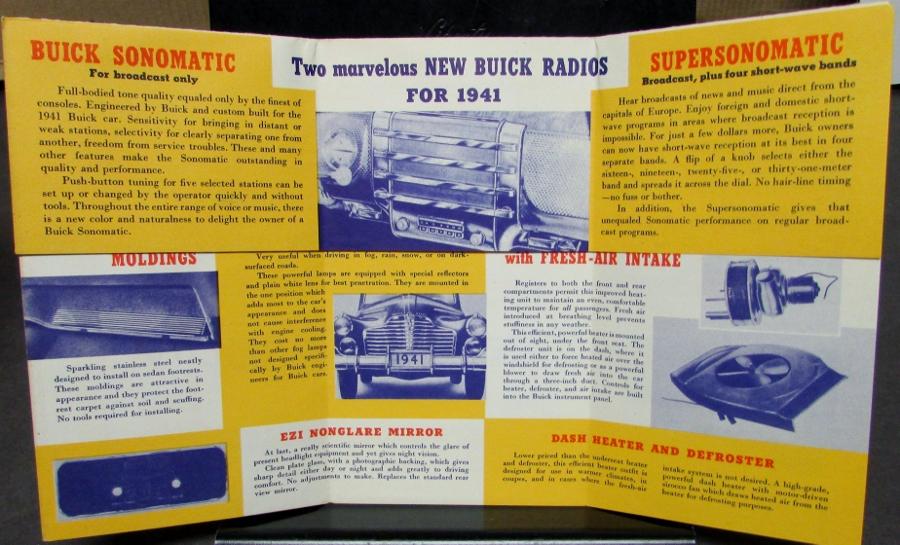 BUICK SONOMATIC
For broadcast only
Full-bodied tone quality equaled only by the finest of
consoles. Engineered by Buick and custom built for the
1941 Buick car. Sensitivity for bringing in distant or
weak stations, selectivity for clearly separating one from
another, freedom from service troubles. These and many
other features make the Sonomatic outstanding in
quality and performance.
Push-button tuning for five selected stations can be
set up or changed by the operator quickly and without
tools. Throughout the entire range of voice or music, there
is a new color and naturalness to delight the owner of a
Buick Sonomatic.
Two marvelous NEW BUICK RADIOS
FOR 1941
SUPERSONOMATIC
Broadcast, plus four short-wave bands
Hear broadcasts of news and music direct from the
capitals of Europe. Enjoy foreign and domestic short-
wave programs in areas where broadcast reception is
impossible. For just a few dollars more, Buick owners
can now have short-wave reception at its best in four
separate bands. A flip of a knob selects either the
sixteen-, nineteen-, twenty-five-, or thirty-one-meter
band and spreads it across the dial. No hair-line timing
—no fuss or bother.
In addition, the Supersonomatic gives that
unequaled Sonomatic performance on regular broad-
cast programs.
MOLDINGS
Sparkling stainless steel neatly
designed to install on sedan footrests.
These moldings are attractive in
appearance and they protect the foot-
rest carpet against soil and scuffing.
No tools required for installing.
Very useful when driving in fog, rain, snow, or on dark-
surfaced roads.
These powerful lamps are equipped with special reflectors
and plain white lens for best penetration. They are mounted in
the one position which
adds most to the car's
appearance and does
not cause interference
with engine cooling.
They cost no more
than other fog lamps
not designed specifi-
cally by Buick engi-
neers for Buick cars.
1941
EZI NONGLARE MIRROR
At last, a really scientific mirror which controls the glare of
present headlight equipment and yet gives night vision.
Clean plate glass, with a photographic backing, which gives
sharp detail either day or night and adds greatly to driving
comfort. No adjustments to make. Replaces the standard rear
view mirror.
with FRESH-AIR INTAKE
Registers to both the front and rear
compartments permit this improved heat-
ing unit to maintain an even, comfortable
temperature for all passengers. Fresh air
introduced at breathing level prevents
stuffiness in any weather.
This efficient, powerful heater is mounted
out of sight, under the front seat. The
defroster unit is on the dash, where it
is used either to force heated air over the
windshield for defrosting or as a powerful
blower to draw fresh air into the car
through a three-inch duct. Controls for
heater, defroster, and air intake are built
into the Buick instrument panel.
DASH HEATER AND DEFROSTER
Lower priced than the underseat heater
and defroster, this efficient heater outfit is
designed for use in warmer climates, in
coupes, and in cases where the fresh-air
intake system is not desired. A high-grade,
powerful dash heater with motor-driven
sirocco fan which draws heated air from the
heater for defrosting purposes.